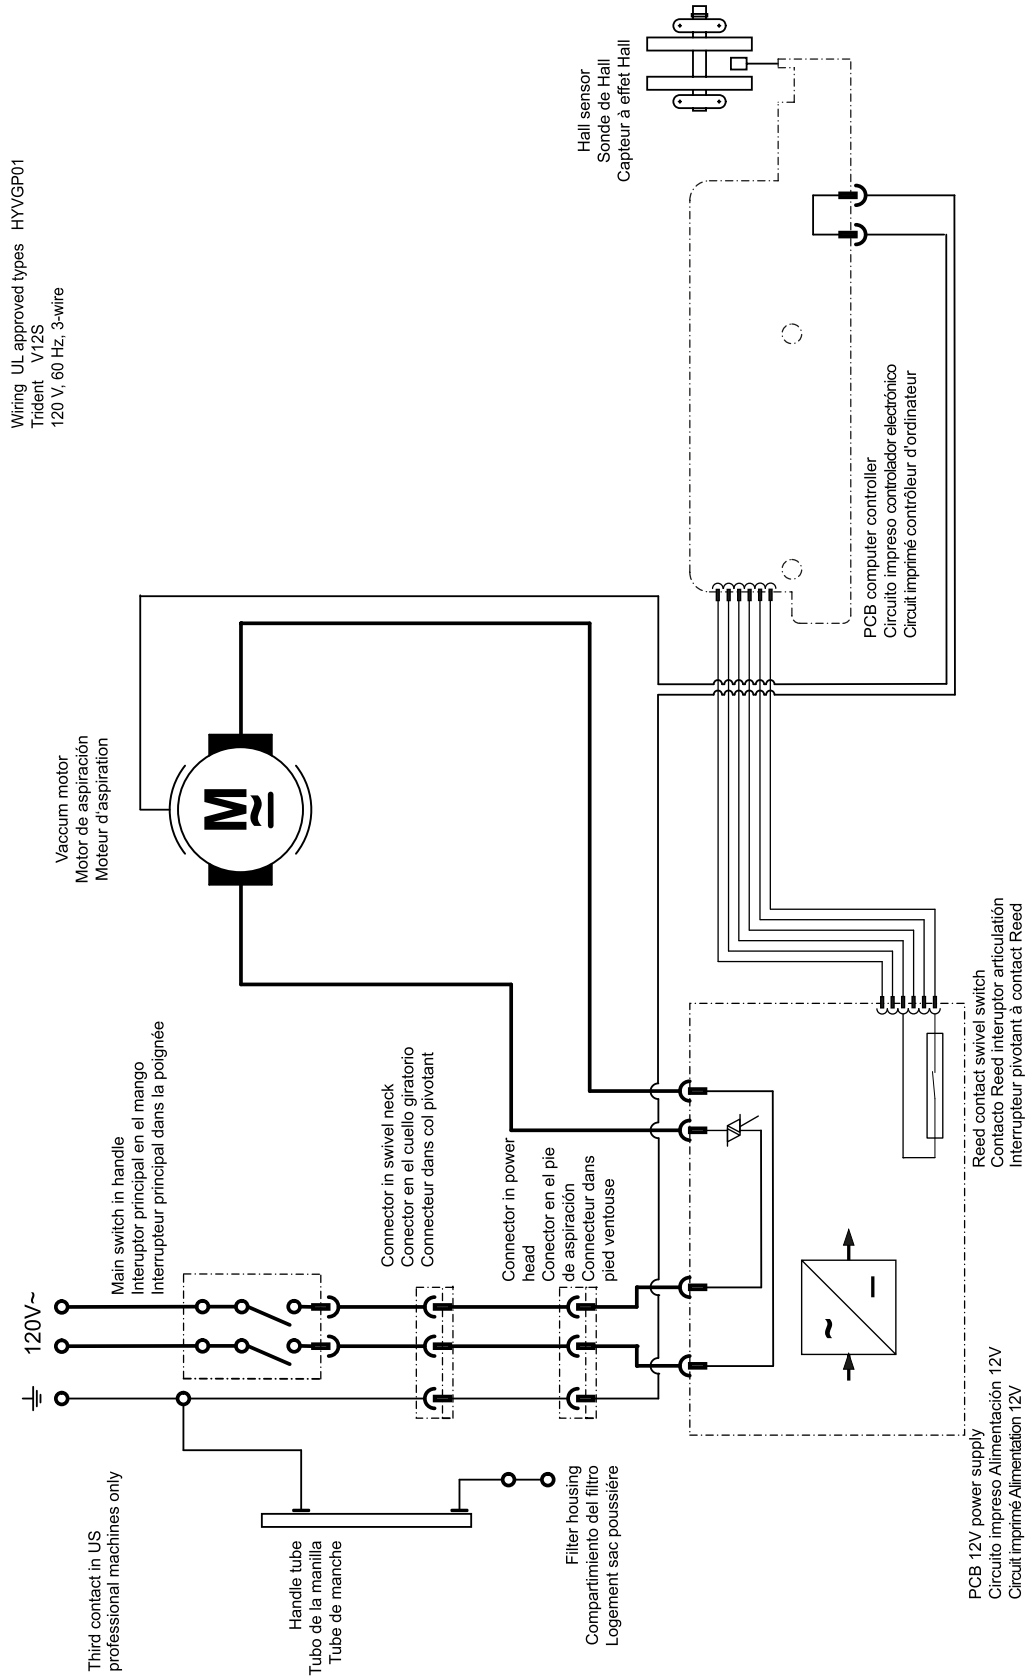 Wiring UL approved types HYVGP01
Trident V12S
120 V, 60 Hz, 3-wire
Hall sensor
Sonde de Hall
Capteur à effet Hall
PCB computer controller
Circuito impreso controlador electrónico
Circuit imprimé contrôleur d'ordinateur
Vaccum motor
Motor de aspiración
Moteur d'aspiration
M
120V~
Main switch in handle
Interuptor principal en el mango
Interrupteur principal dans la poignée
Connector in swivel neck
Conector en el cuello giratorio
Connecteur dans col pivotant
Connector in power
head
Conector en el pie
de aspiración
Connecteur dans
pied ventouse
Reed contact swivel switch
Contacto Reed interuptor articulatión
Interrupteur pivotant à contact Reed
Third contact in US
professional machines only
Handle tube
Tubo de la manilla
Tube de manche
Filter housing
Compartimiento del filtro
Logement sac poussiére
PCB 12V power supply
Circuito impreso Alimentación 12V
Circuit imprimé Alimentation 12V